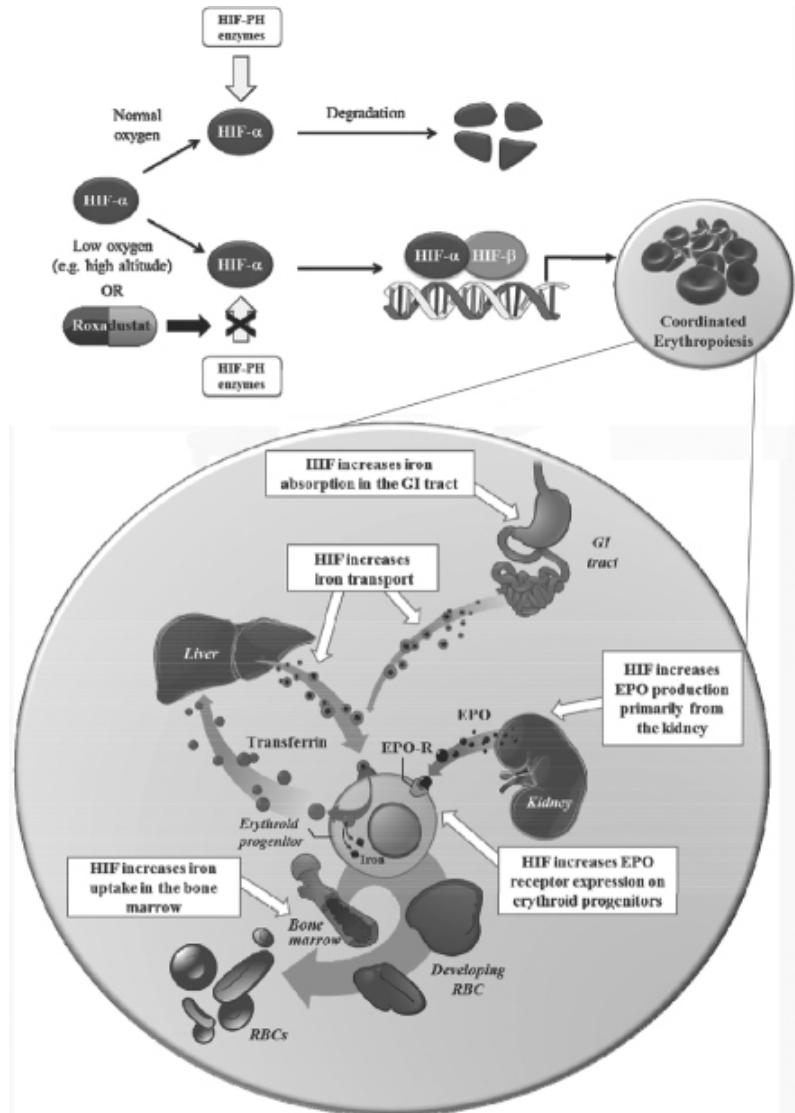 HIF-PH
enzymes
Normal
oxygen
HIF-α
Degradation
HIF-α
Low oxygen
(e.g. high altitude)
OR
HIF-α
HIF-α
HIF-β
Roxadustat
HIF-PH
enzymes
Coordinated
Erythropoiesis
HIF increases iron
absorption in the GI tract
GI
tract
HIF increases
iron transport
Liver
HIF increases
EPO production
primarily from
the kidney
EPO
Transferrin
EPO-R
Kidney
Erythroid
progenitor
Iron
HIF increases iron
uptake in the bone
marrow
HIF increases EPO
receptor expression on
erythroid progenitors
Bone
marrow
Developing
RBC
RBCs